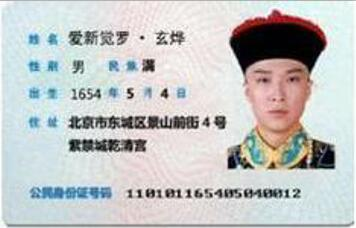 姓名 爱新觉罗·玄烨
性别 男 民族 满
出生 1654 年 5 月 4 日
住址 北京市东城区景山前街4号
紫禁城乾清宫
公民身份证号码 110101165405040012